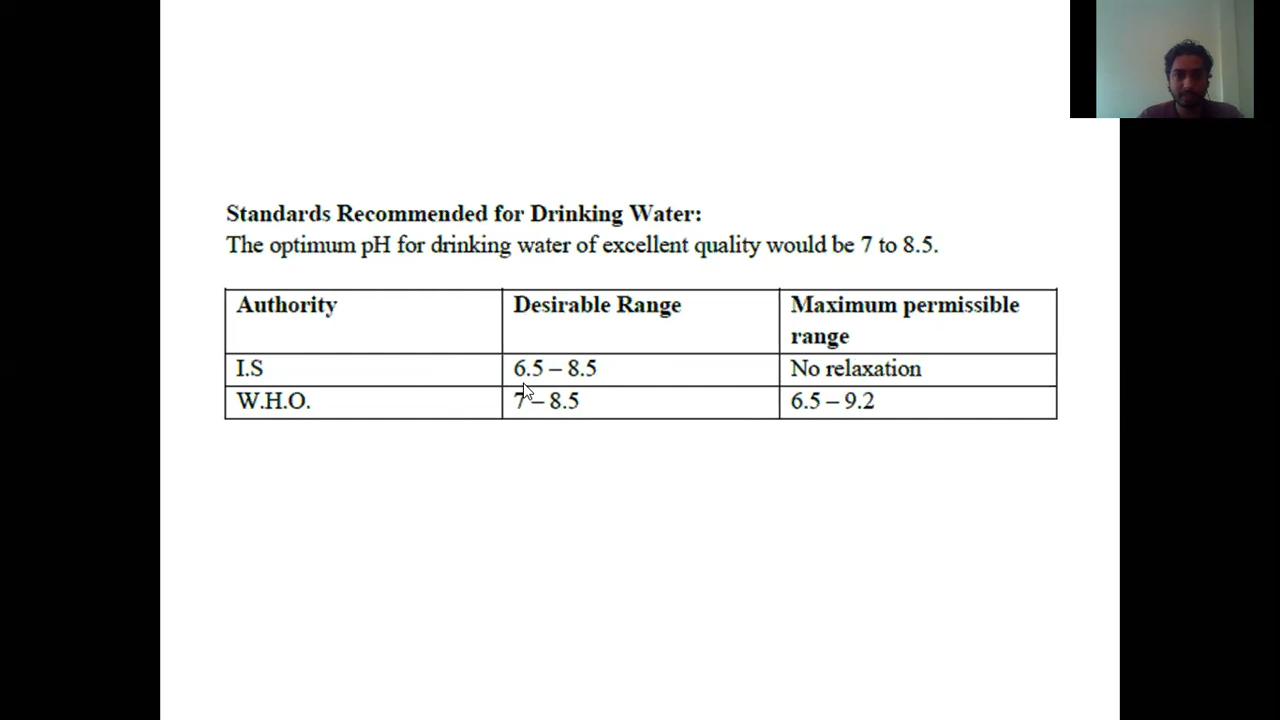 Standards Recommended for Drinking Water:
The optimum pH for drinking water of excellent quality would be 7 to 8.5.
Authority Desirable Range Maximum permissible range
I.S 6.5 – 8.5 No relaxation
W.H.O. 7 – 8.5 6.5 – 9.2